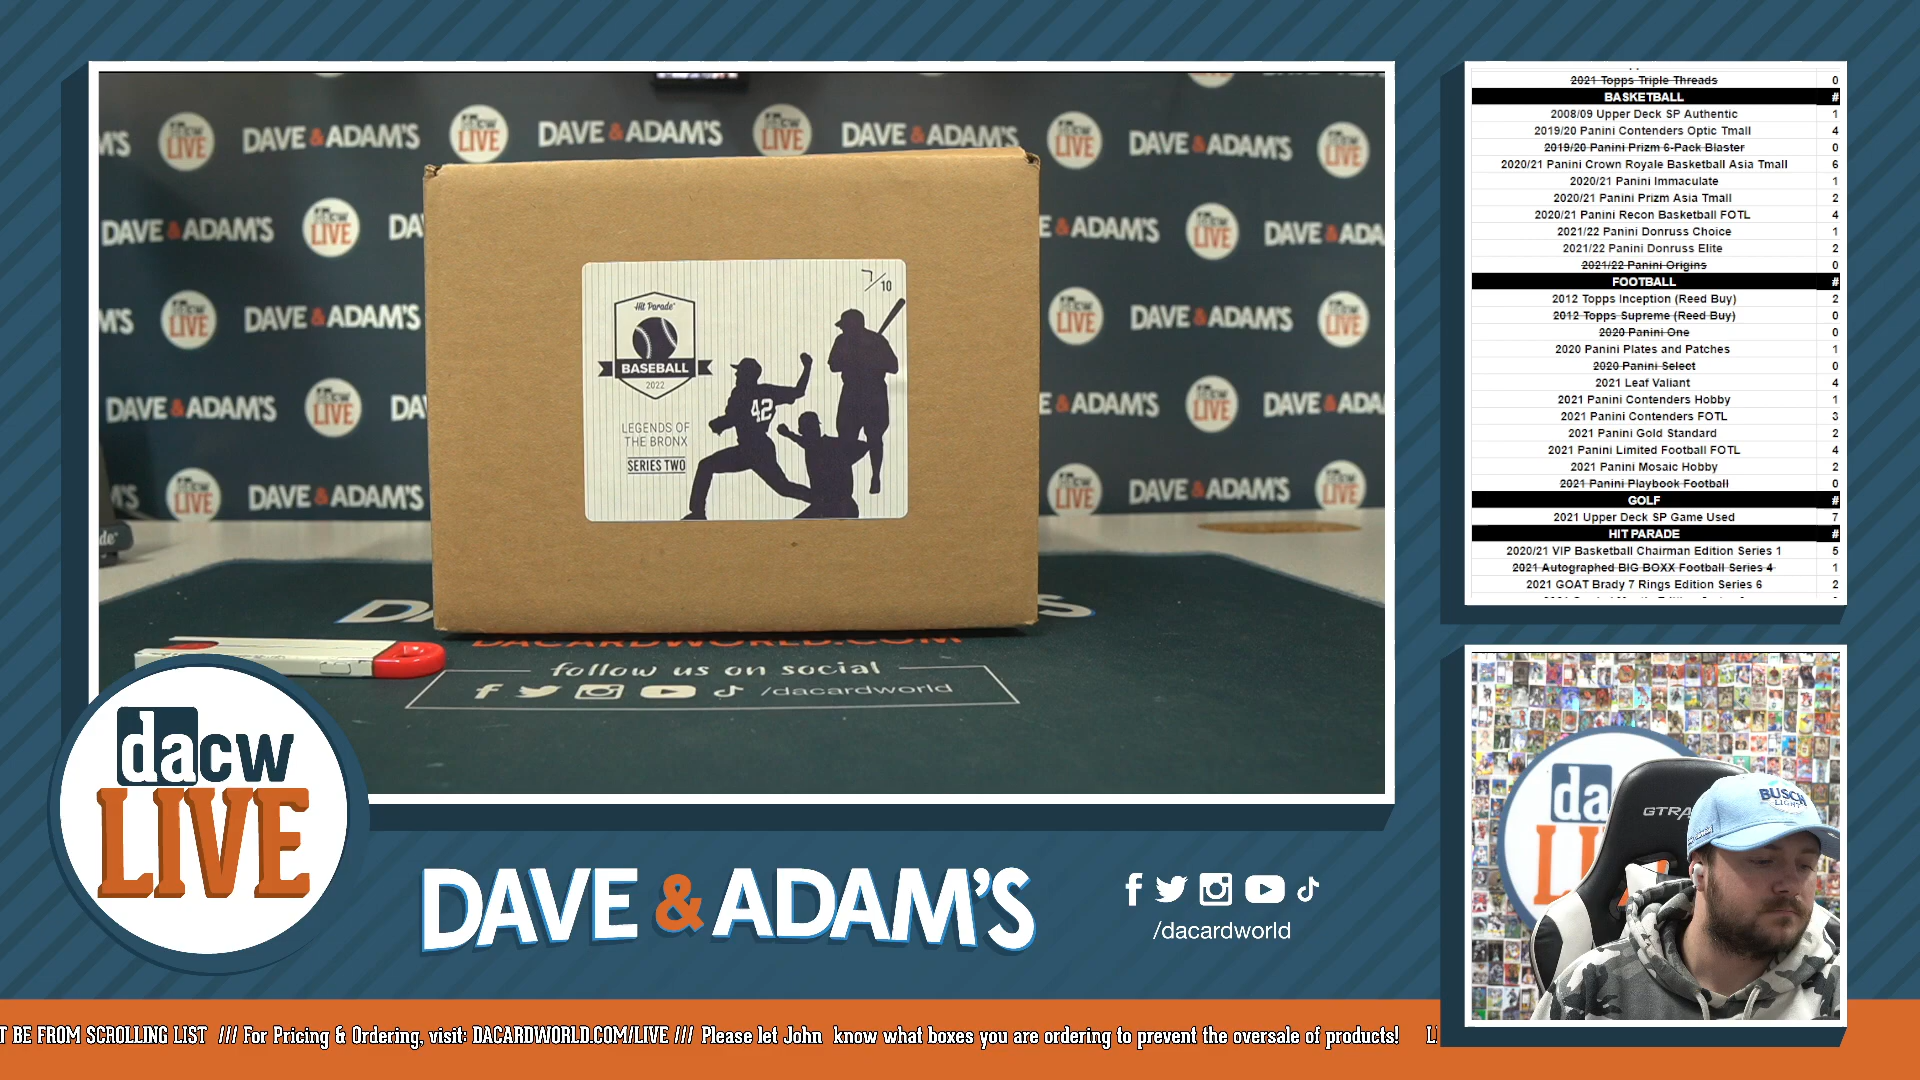 DAVE & ADAM'S
dacw LIVE
7/10
Hit Parade
BASEBALL
2022
LEGENDS OF
THE BRONX
SERIES TWO
42
DACARDWORLD.COM
follow us on social
/dacardworld
2021 Topps Triple Threads 0
BASKETBALL #
2008/09 Upper Deck SP Authentic 1
2019/20 Panini Contenders Optic Tmall 4
2019/20 Panini Prizm 6-Pack Blaster 0
2020/21 Panini Crown Royale Basketball Asia Tmall 6
2020/21 Panini Immaculate 1
2020/21 Panini Prizm Asia Tmall 2
2020/21 Panini Recon Basketball FOTL 4
2021/22 Panini Donruss Choice 1
2021/22 Panini Donruss Elite 2
2021/22 Panini Origins 0
FOOTBALL #
2012 Topps Inception (Reed Buy) 2
2012 Topps Supreme (Reed Buy) 0
2020 Panini One 0
2020 Panini Plates and Patches 1
2020 Panini Select 0
2021 Leaf Valiant 4
2021 Panini Contenders Hobby 1
2021 Panini Contenders FOTL 3
2021 Panini Gold Standard 2
2021 Panini Limited Football FOTL 4
2021 Panini Mosaic Hobby 2
2021 Panini Playbook Football 0
GOLF #
2021 Upper Deck SP Game Used 7
HIT PARADE #
2020/21 VIP Basketball Chairman Edition Series 1 5
2021 Autographed BIG BOXX Football Series 4 1
2021 GOAT Brady 7 Rings Edition Series 6 2
da
LI
GTRA
BUSCH
LIGHT
dacw
LIVE
DAVE & ADAM'S
/dacardworld
T BE FROM SCROLLING LIST /// For Pricing & Ordering, visit: DACARDWORLD.COM/LIVE /// Please let John know what boxes you are ordering to prevent the oversale of products! LI